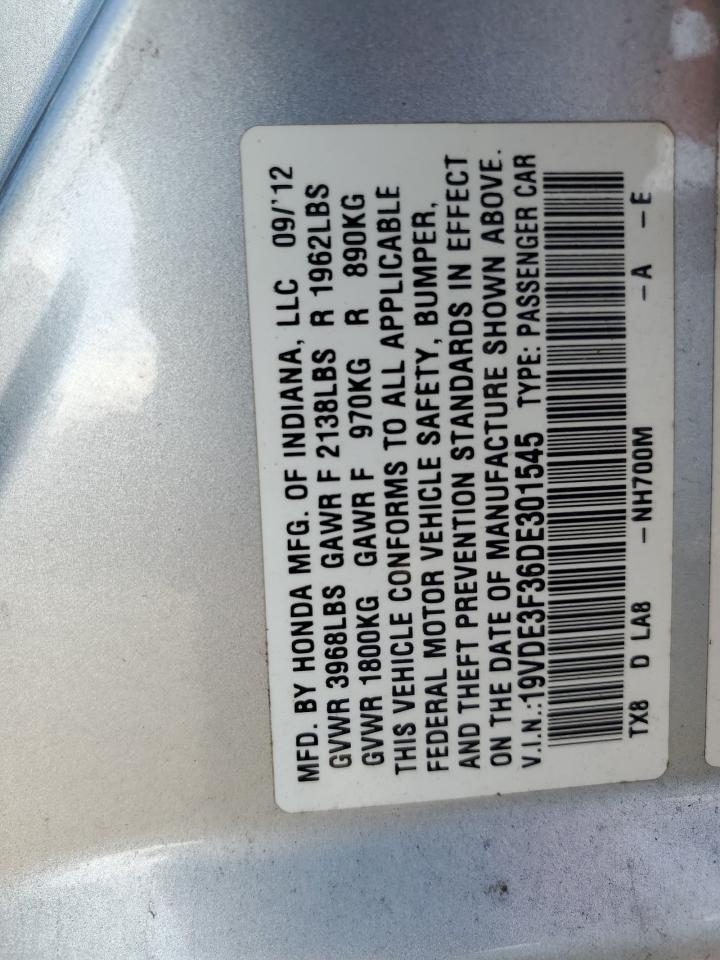 MFD. BY HONDA MFG. OF INDIANA, LLC 09/'12
GVWR 3968LBS GAWR F 2138LBS R 1962LBS
GVWR 1800KG GAWR F 970KG R 890KG
THIS VEHICLE CONFORMS TO ALL APPLICABLE
FEDERAL MOTOR VEHICLE SAFETY, BUMPER,
AND THEFT PREVENTION STANDARDS IN EFFECT
ON THE DATE OF MANUFACTURE SHOWN ABOVE.
V.I.N.:19VDE3F36DE301545 TYPE: PASSENGER CAR
TX8 D LA8 -NH700M -A -E